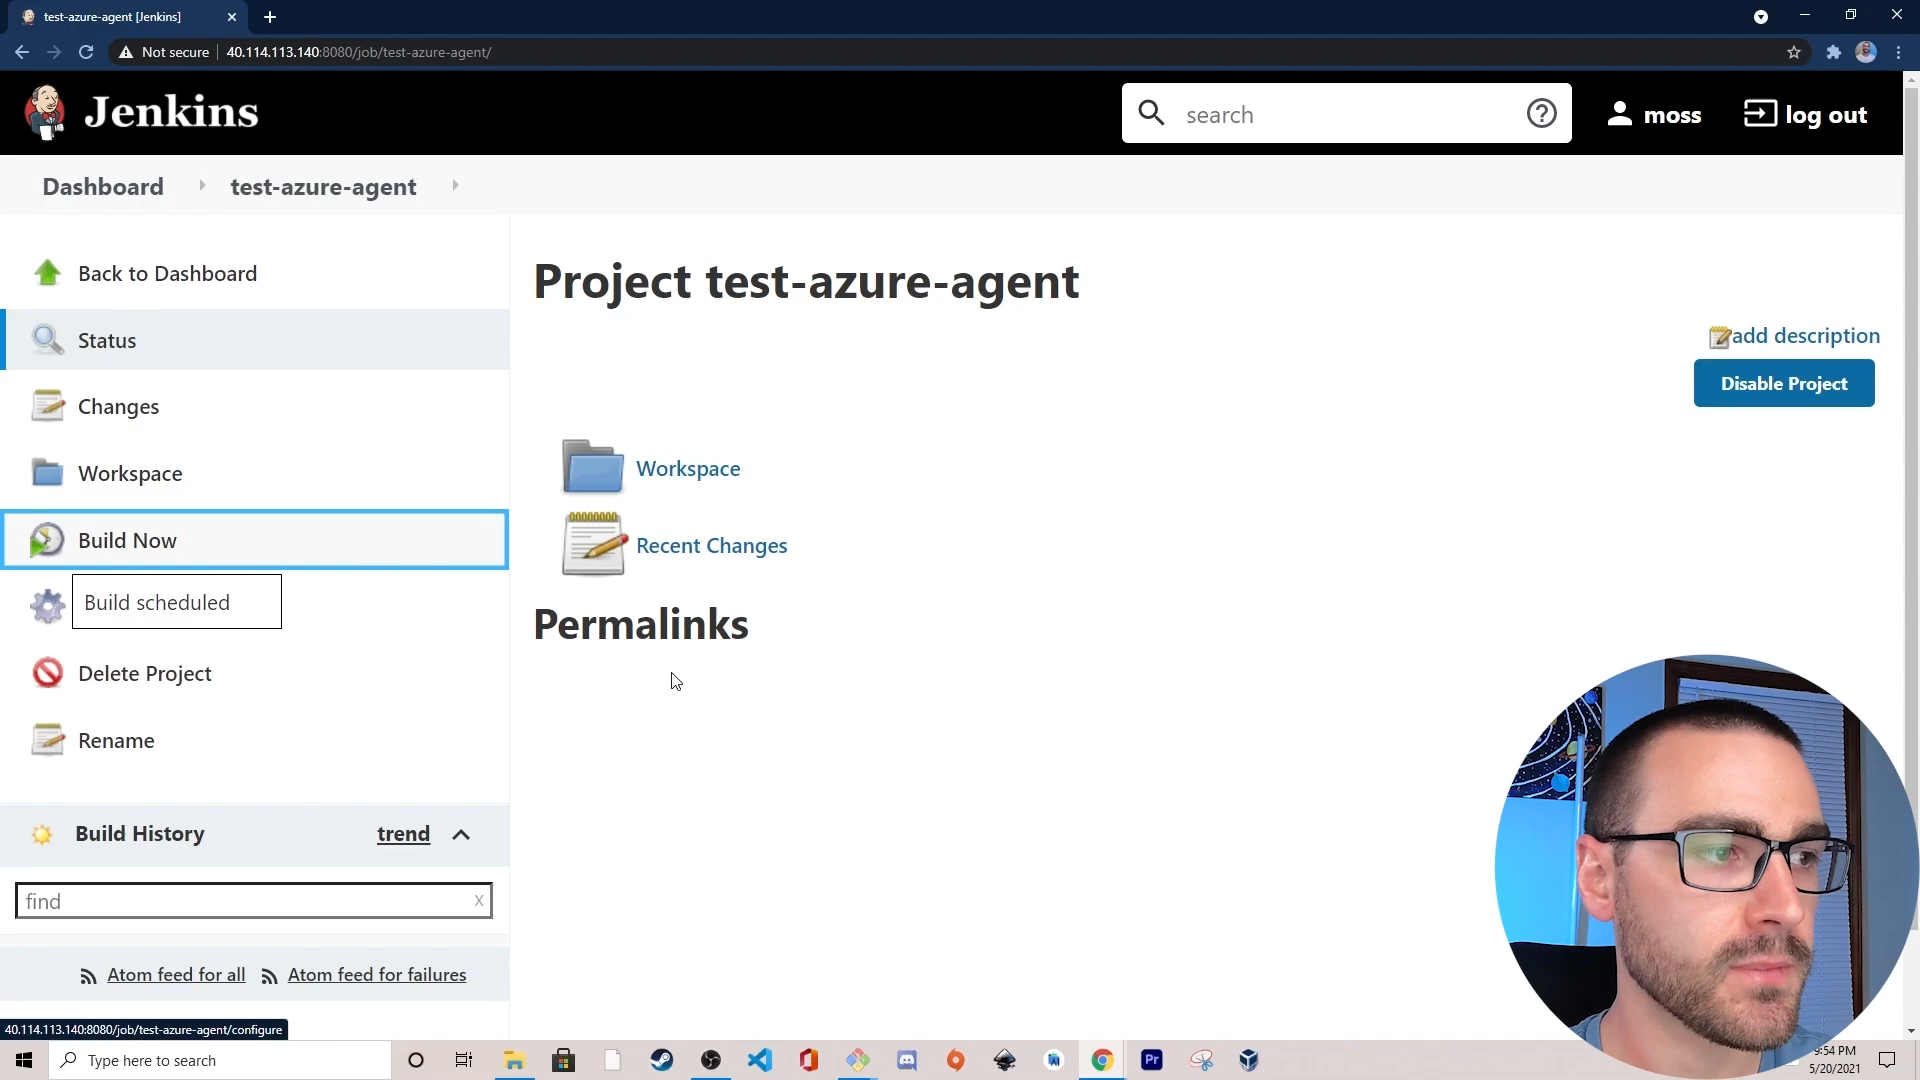 test-azure-agent [Jenkins]
Not secure
40.114.113.140:8080/job/test-azure-agent/
Jenkins
search
moss
log out
Dashboard
test-azure-agent
Back to Dashboard
Status
Changes
Workspace
Build Now
Build scheduled
Delete Project
Rename
Build History
trend
find
x
Atom feed for all
Atom feed for failures
Project test-azure-agent
add description
Disable Project
Workspace
Recent Changes
Permalinks
40.114.113.140:8080/job/test-azure-agent/configure
Type here to search
Pr
9:54 PM
5/20/2021